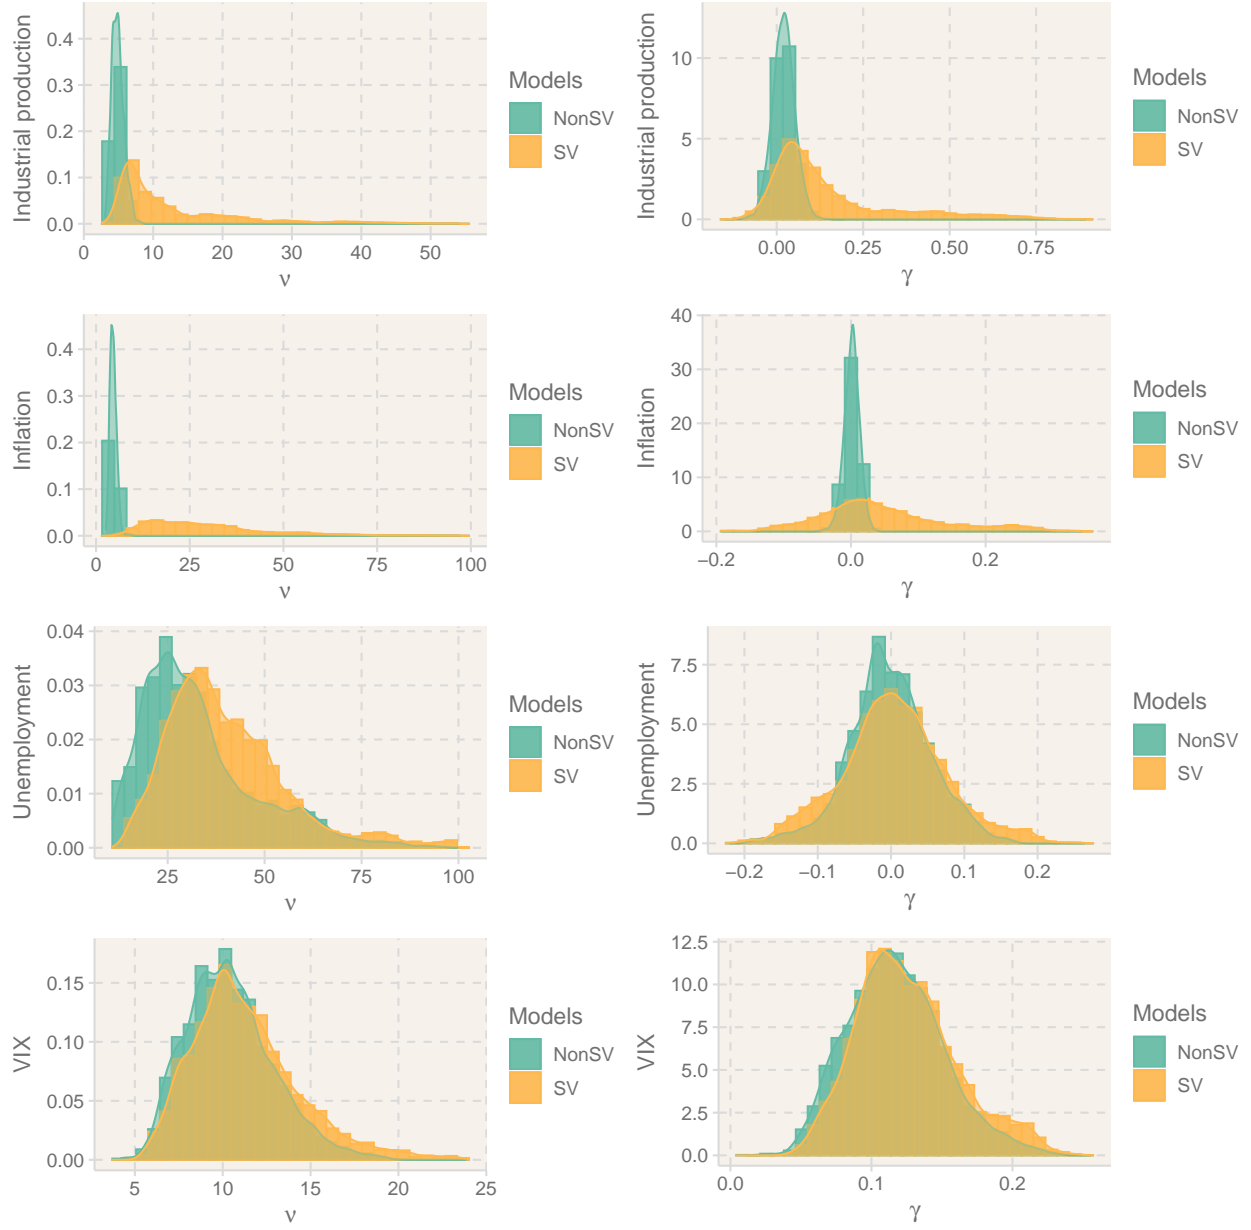 Industrial production
0.4
0.3
0.2
0.1
0.0
0 10 20 30 40 50
ν
Models
NonSV
SV
Industrial production
10
5
0
0.00 0.25 0.50 0.75
γ
Models
NonSV
SV
Inflation
0.4
0.3
0.2
0.1
0.0
0 25 50 75 100
ν
Models
NonSV
SV
Inflation
40
30
20
10
0
−0.2 0.0 0.2
γ
Models
NonSV
SV
Unemployment
0.04
0.03
0.02
0.01
0.00
25 50 75 100
ν
Models
NonSV
SV
Unemployment
7.5
5.0
2.5
0.0
−0.2 −0.1 0.0 0.1 0.2
γ
Models
NonSV
SV
VIX
0.15
0.10
0.05
0.00
5 10 15 20 25
ν
Models
NonSV
SV
VIX
12.5
10.0
7.5
5.0
2.5
0.0
0.0 0.1 0.2
γ
Models
NonSV
SV